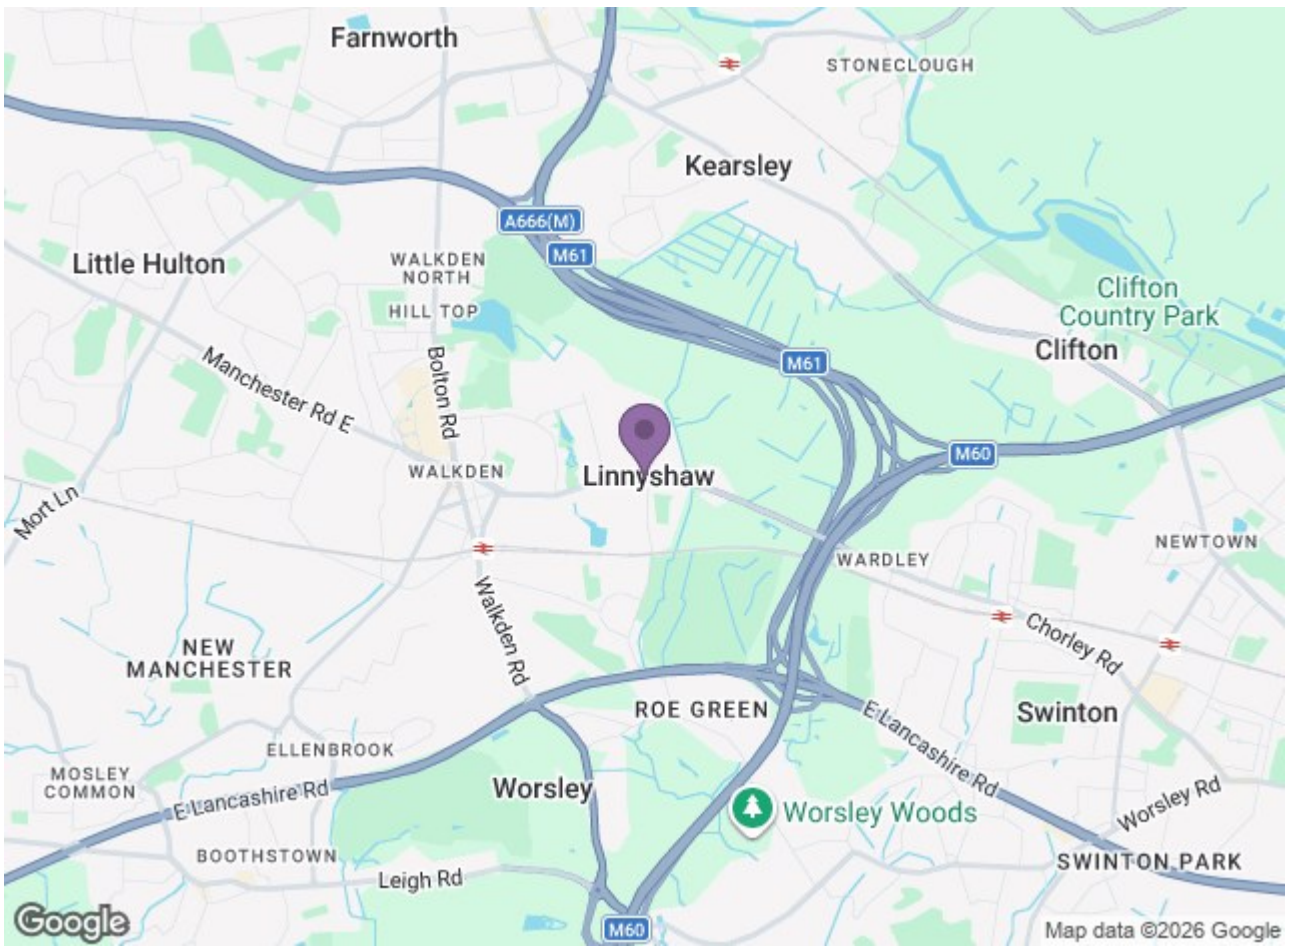 Farnworth
STONECLOUGH
Kearsley
A666(M)
M61
Little Hulton
WALKDEN
NORTH
HILL TOP
Clifton
Country Park
Clifton
M61
Manchester Rd E
Bolton Rd
M60
WALKDEN
Linnyshaw
Mort Ln
WARDLEY
NEWTOWN
Walkden Rd
Chorley Rd
NEW
MANCHESTER
ROE GREEN
Swinton
E Lancashire Rd
ELLENBROOK
MOSLEY
COMMON
E Lancashire Rd
Worsley
Worsley Woods
Worsley Rd
BOOTHSTOWN
Leigh Rd
SWINTON PARK
Google
M60
Map data ©2026 Google